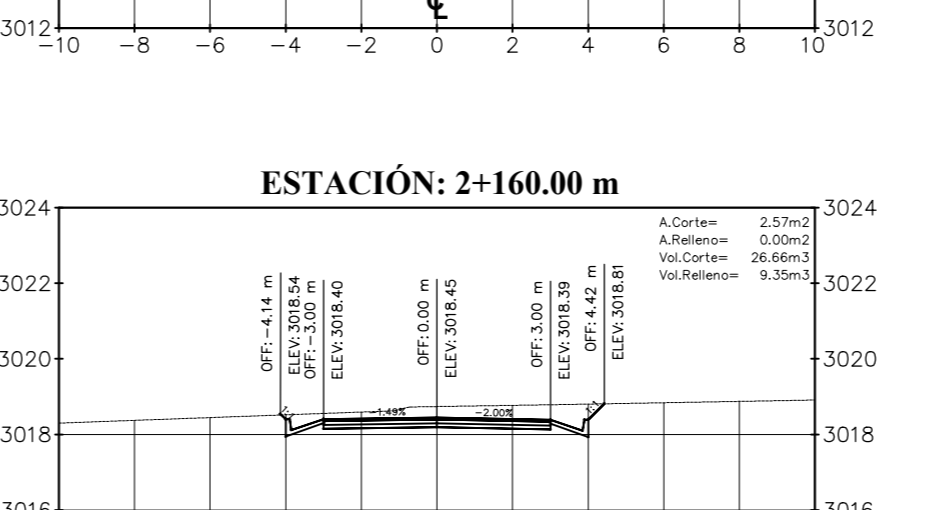 ℄
3012 3012
−10 −8 −6 −4 −2 0 2 4 6 8 10
ESTACIÓN: 2+160.00 m
3024 3024
A.Corte= 2.57m2
A.Relleno= 0.00m2
Vol.Corte= 26.66m3
Vol.Relleno= 9.35m3
3022 3022
OFF:−4.14 m
ELEV:3018.54
OFF:−3.00 m
ELEV:3018.40
OFF:0.00 m
ELEV:3018.45
OFF:3.00 m
ELEV:3018.39
OFF:4.42 m
ELEV:3018.81
3020 3020
−1.49% −2.00%
3018 3018
3016 3016